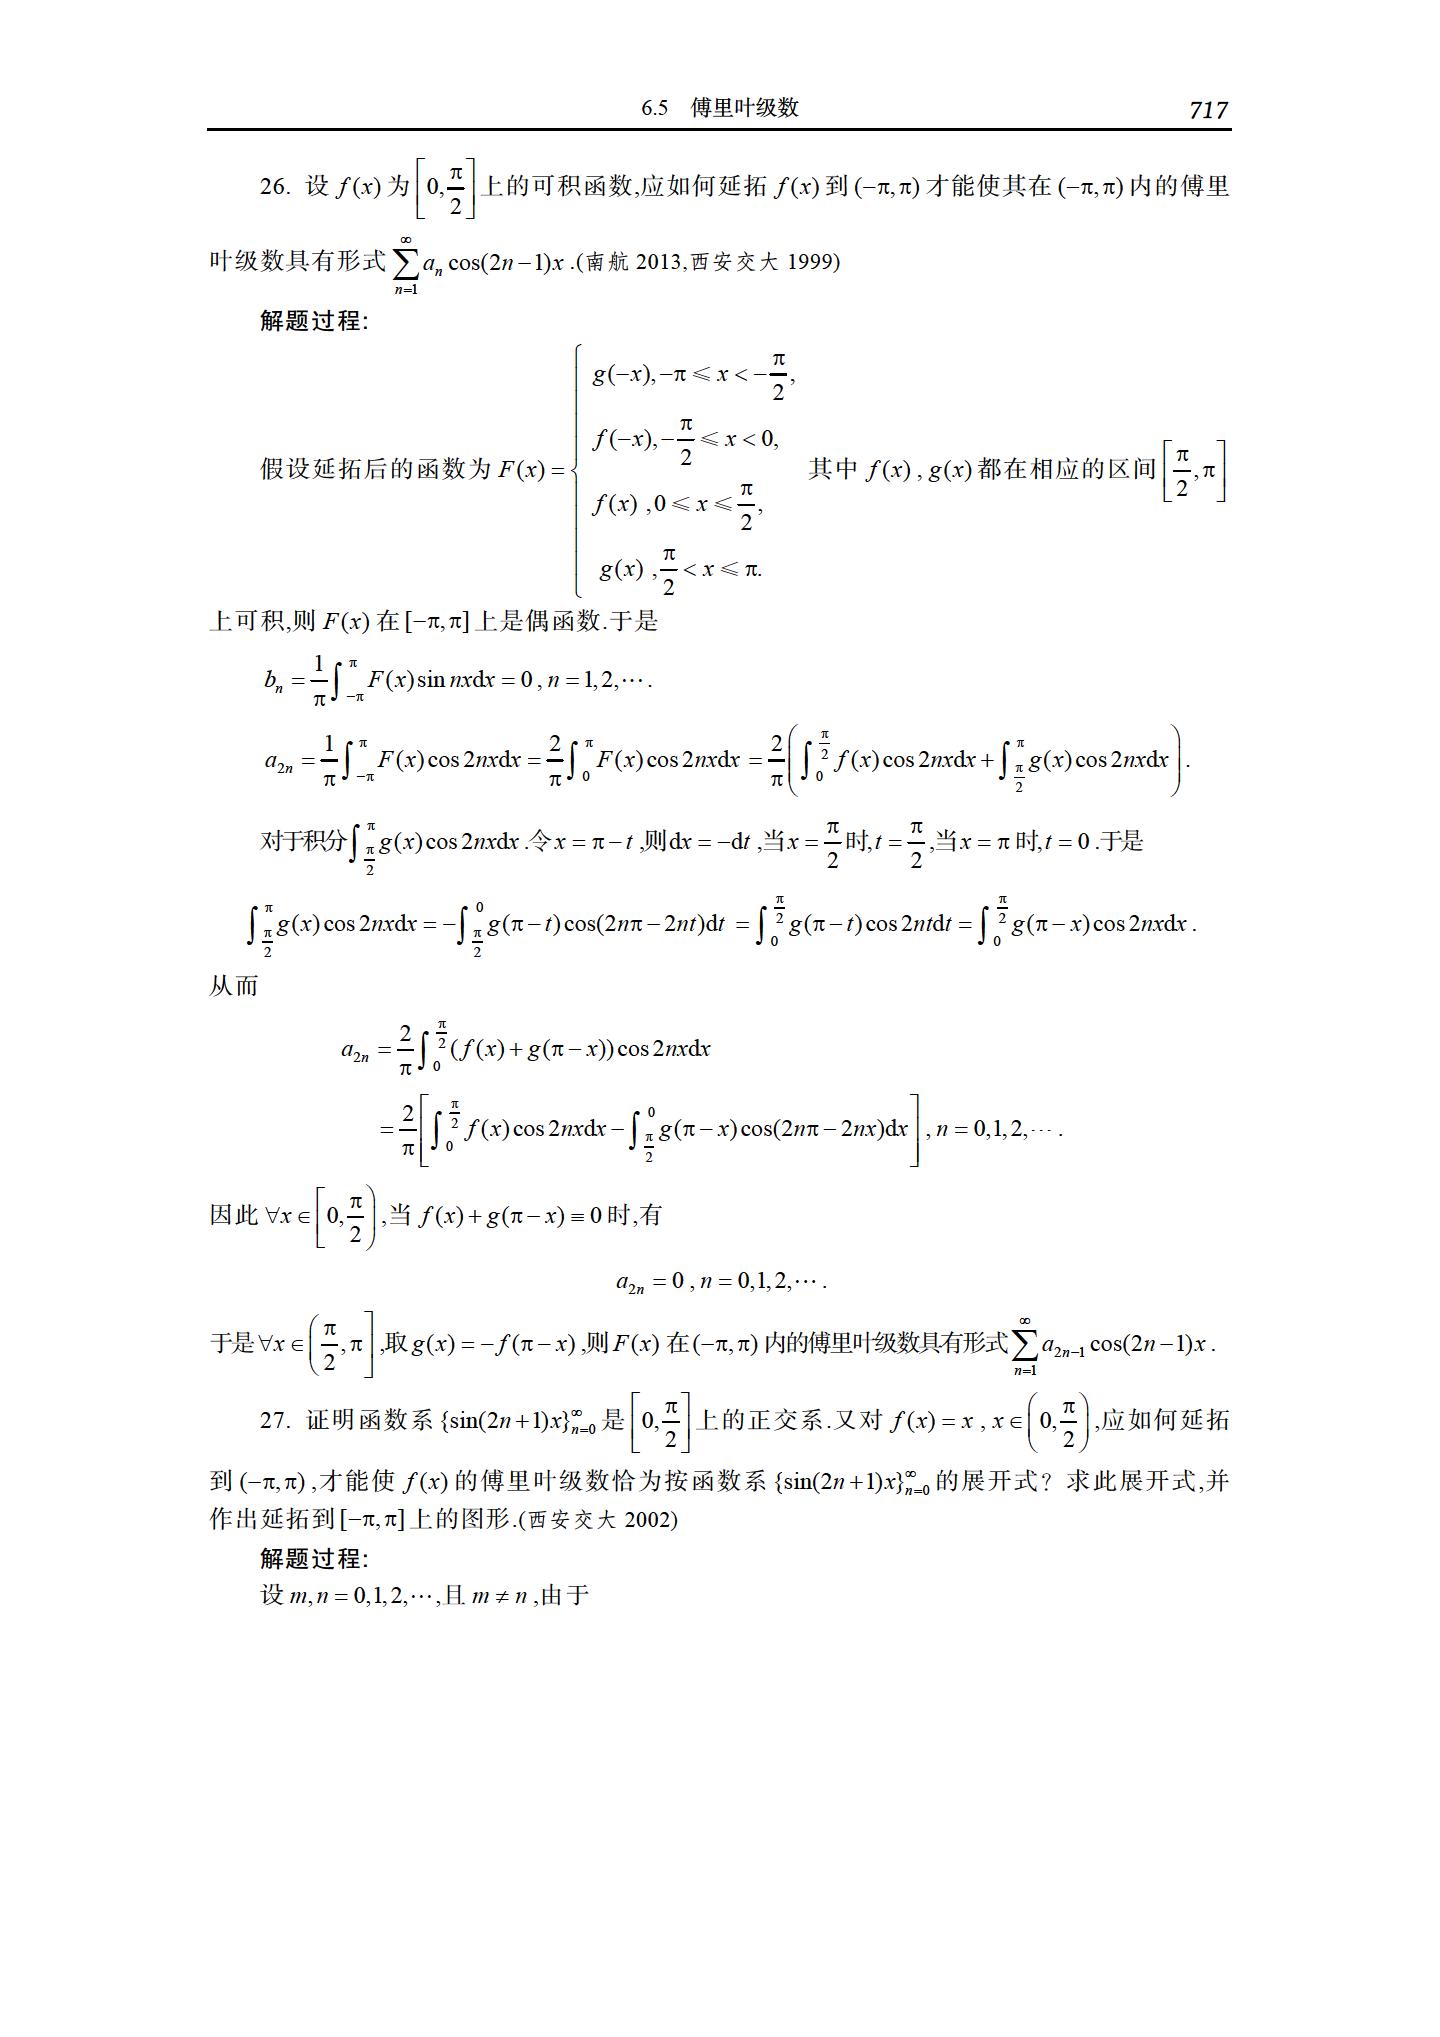 6.5 傅里叶级数 717
26. 设 $f(x)$ 为 $\left[0,\frac{\pi}{2}\right]$ 上的可积函数,应如何延拓 $f(x)$ 到 $(-\pi,\pi)$ 才能使其在 $(-\pi,\pi)$ 内的傅里
叶级数具有形式 $\sum_{n=1}^{\infty} a_n \cos(2n-1)x$ .(南航 2013,西安交大 1999)
解题过程:
假设延拓后的函数为 $F(x)=\begin{cases} g(-x),-\pi\leqslant x<-\frac{\pi}{2}, \\ f(-x),-\frac{\pi}{2}\leqslant x<0, \\ f(x),0\leqslant x\leqslant\frac{\pi}{2}, \\ g(x),\frac{\pi}{2}<x\leqslant\pi. \end{cases}$ 其中 $f(x)$ , $g(x)$ 都在相应的区间 $\left[\frac{\pi}{2},\pi\right]$
上可积,则 $F(x)$ 在 $[-\pi,\pi]$ 上是偶函数.于是
$b_n=\frac{1}{\pi}\int_{-\pi}^{\pi}F(x)\sin nx\mathrm{d}x=0,n=1,2,\cdots.$
$a_{2n}=\frac{1}{\pi}\int_{-\pi}^{\pi}F(x)\cos 2nx\mathrm{d}x=\frac{2}{\pi}\int_{0}^{\pi}F(x)\cos 2nx\mathrm{d}x=\frac{2}{\pi}\left(\int_{0}^{\frac{\pi}{2}}f(x)\cos 2nx\mathrm{d}x+\int_{\frac{\pi}{2}}^{\pi}g(x)\cos 2nx\mathrm{d}x\right).$
对于积分 $\int_{\frac{\pi}{2}}^{\pi}g(x)\cos 2nx\mathrm{d}x$ .令 $x=\pi-t$ ,则 $\mathrm{d}x=-\mathrm{d}t$ ,当 $x=\frac{\pi}{2}$ 时, $t=\frac{\pi}{2}$ ,当 $x=\pi$ 时, $t=0$ .于是
$\int_{\frac{\pi}{2}}^{\pi}g(x)\cos 2nx\mathrm{d}x=-\int_{\frac{\pi}{2}}^{0}g(\pi-t)\cos(2n\pi-2nt)\mathrm{d}t=\int_{0}^{\frac{\pi}{2}}g(\pi-t)\cos 2nt\mathrm{d}t=\int_{0}^{\frac{\pi}{2}}g(\pi-x)\cos 2nx\mathrm{d}x.$
从而
$a_{2n}=\frac{2}{\pi}\int_{0}^{\frac{\pi}{2}}(f(x)+g(\pi-x))\cos 2nx\mathrm{d}x$
$=\frac{2}{\pi}\left[\int_{0}^{\frac{\pi}{2}}f(x)\cos 2nx\mathrm{d}x-\int_{\frac{\pi}{2}}^{0}g(\pi-x)\cos(2n\pi-2nx)\mathrm{d}x\right],n=0,1,2,\cdots.$
因此 $\forall x\in\left[0,\frac{\pi}{2}\right)$ ,当 $f(x)+g(\pi-x)\equiv 0$ 时,有
$a_{2n}=0,n=0,1,2,\cdots.$
于是 $\forall x\in\left(\frac{\pi}{2},\pi\right]$ ,取 $g(x)=-f(\pi-x)$ ,则 $F(x)$ 在 $(-\pi,\pi)$ 内的傅里叶级数具有形式 $\sum_{n=1}^{\infty}a_{2n-1}\cos(2n-1)x$ .
27. 证明函数系 $\{\sin(2n+1)x\}_{n=0}^{\infty}$ 是 $\left[0,\frac{\pi}{2}\right]$ 上的正交系.又对 $f(x)=x$ , $x\in\left(0,\frac{\pi}{2}\right)$ ,应如何延拓
到 $(-\pi,\pi)$ ,才能使 $f(x)$ 的傅里叶级数恰为按函数系 $\{\sin(2n+1)x\}_{n=0}^{\infty}$ 的展开式？求此展开式,并
作出延拓到 $[-\pi,\pi]$ 上的图形.(西安交大 2002)
解题过程:
设 $m,n=0,1,2,\cdots$ ,且 $m\neq n$ ,由于